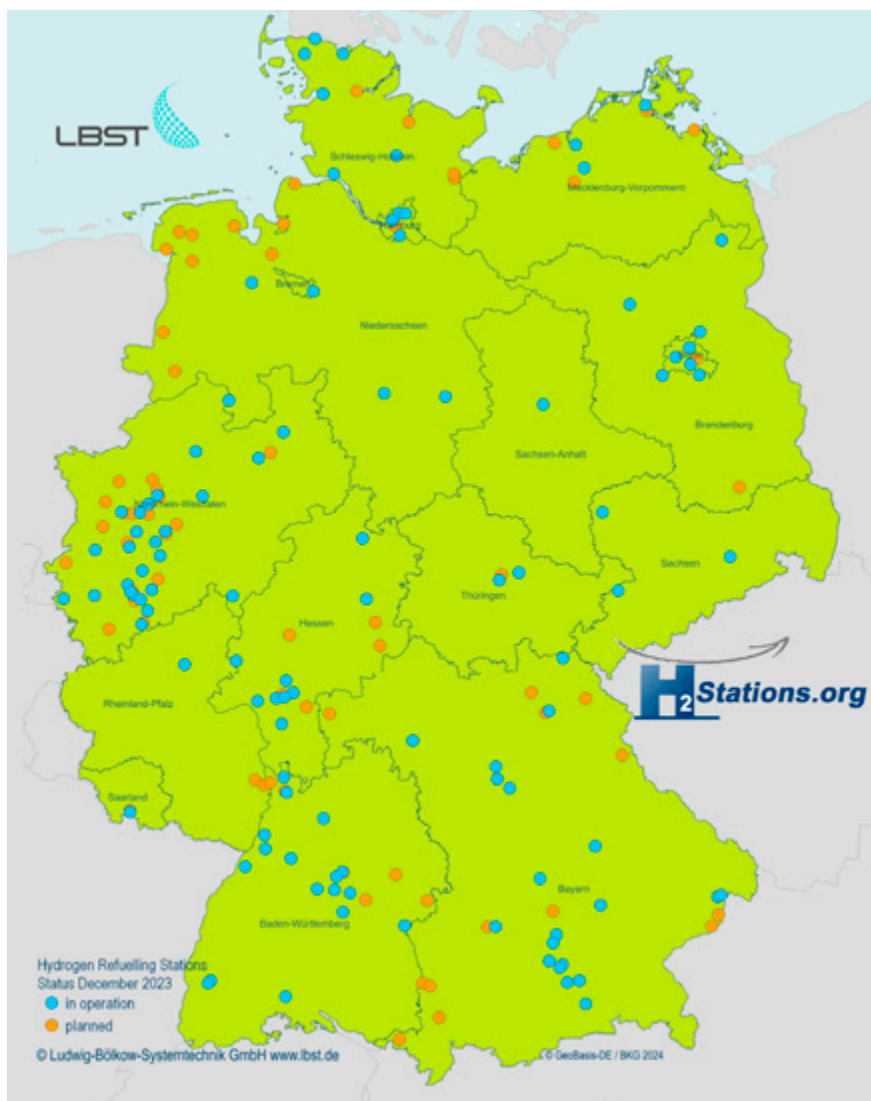 LBST
Schleswig-Holstein
Mecklenburg-Vorpommern
Bremen
Niedersachsen
Brandenburg
Sachsen-Anhalt
Nordrhein-Westfalen
Sachsen
Thüringen
Hessen
H2Stations.org
Rheinland-Pfalz
Saarland
Bayern
Baden-Württemberg
Hydrogen Refuelling Stations
Status December 2023
in operation
planned
© Ludwig-Bölkow-Systemtechnik GmbH www.lbst.de
© GeoBasis-DE / BKG 2024